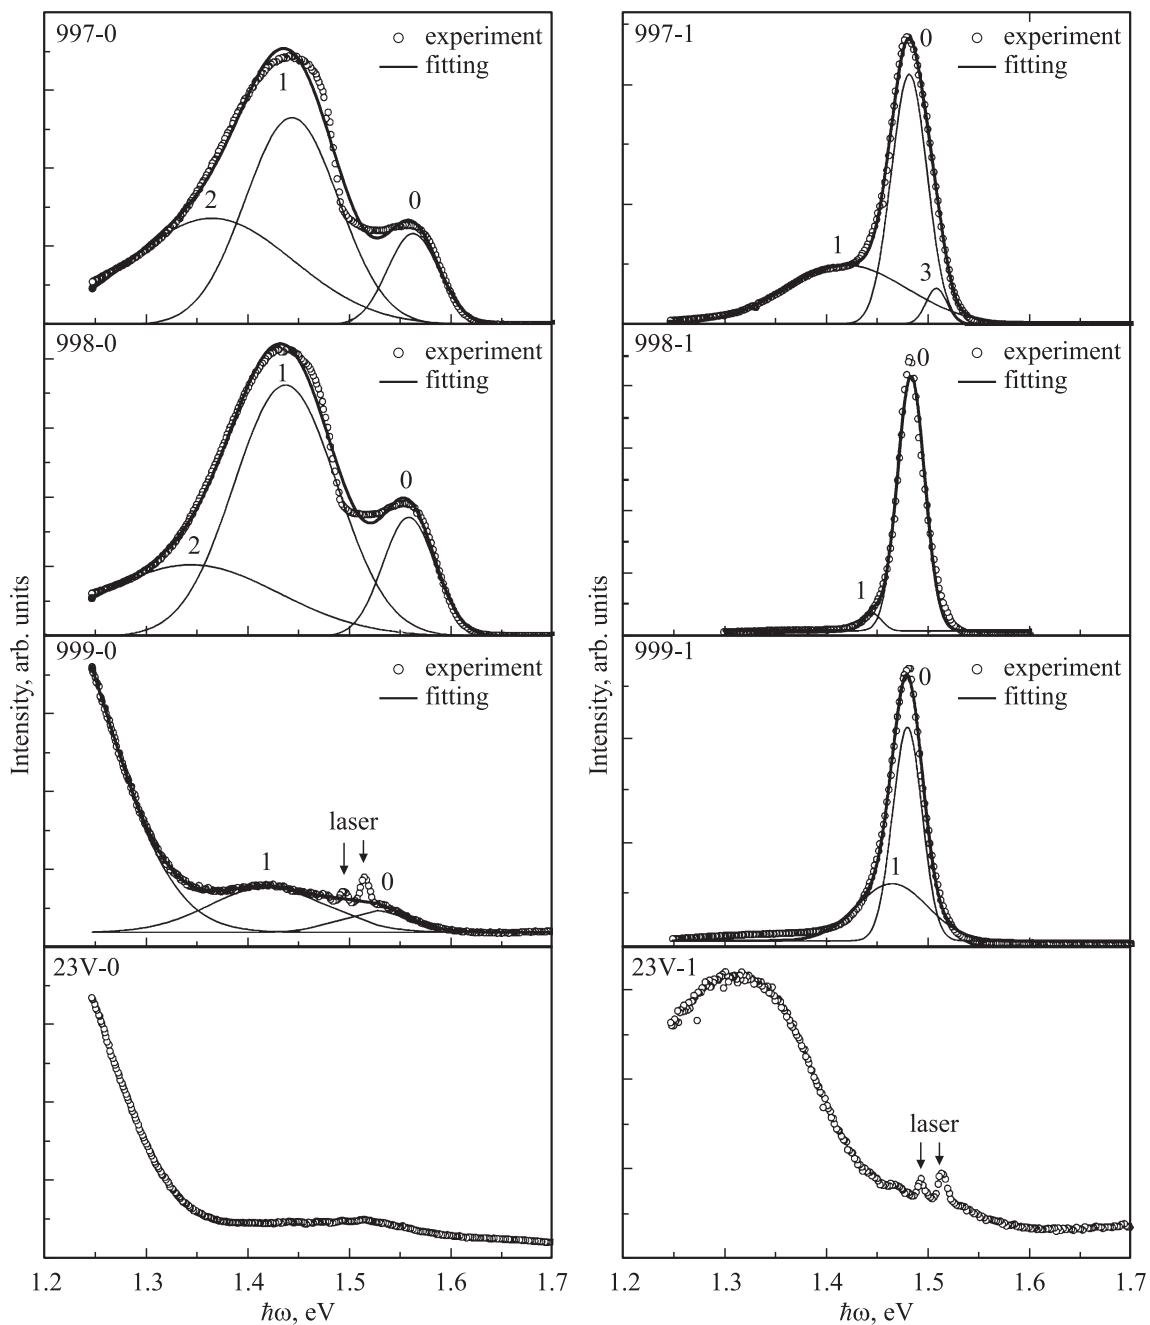 997-0
experiment
fitting
1
2
0
998-0
experiment
fitting
1
0
2
999-0
experiment
fitting
laser
1
0
23V-0
1.2 1.3 1.4 1.5 1.6 1.7
ħω, eV
Intensity, arb. units
997-1
0
experiment
fitting
1
3
998-1
0
experiment
fitting
1
999-1
0
experiment
fitting
1
23V-1
laser
1.2 1.3 1.4 1.5 1.6 1.7
ħω, eV
Intensity, arb. units